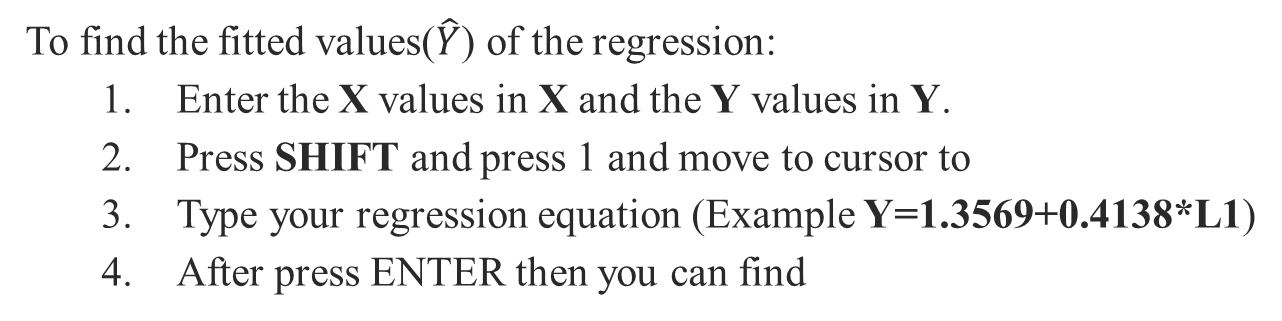 To find the fitted values(Ŷ) of the regression:
1. Enter the X values in X and the Y values in Y.
2. Press SHIFT and press 1 and move to cursor to
3. Type your regression equation (Example Y=1.3569+0.4138*L1)
4. After press ENTER then you can find